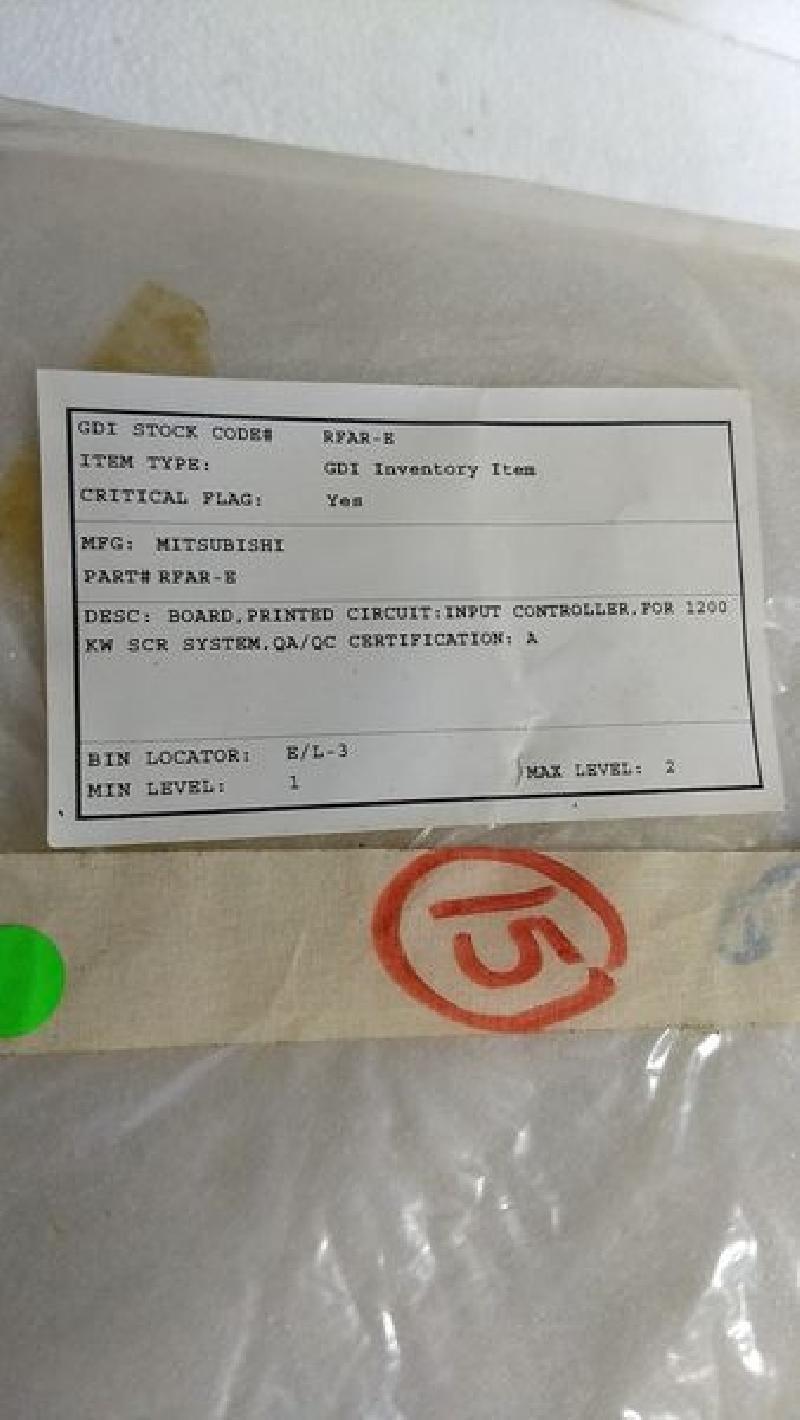 GDI STOCK CODE# RFAR-E
ITEM TYPE: GDI Inventory Item
CRITICAL FLAG: Yes
MFG: MITSUBISHI
PART# RFAR-E
DESC: BOARD,PRINTED CIRCUIT:INPUT CONTROLLER,FOR 1200
KW SCR SYSTEM,QA/QC CERTIFICATION: A
BIN LOCATOR: E/L-3
MIN LEVEL: 1 MAX LEVEL: 2
15